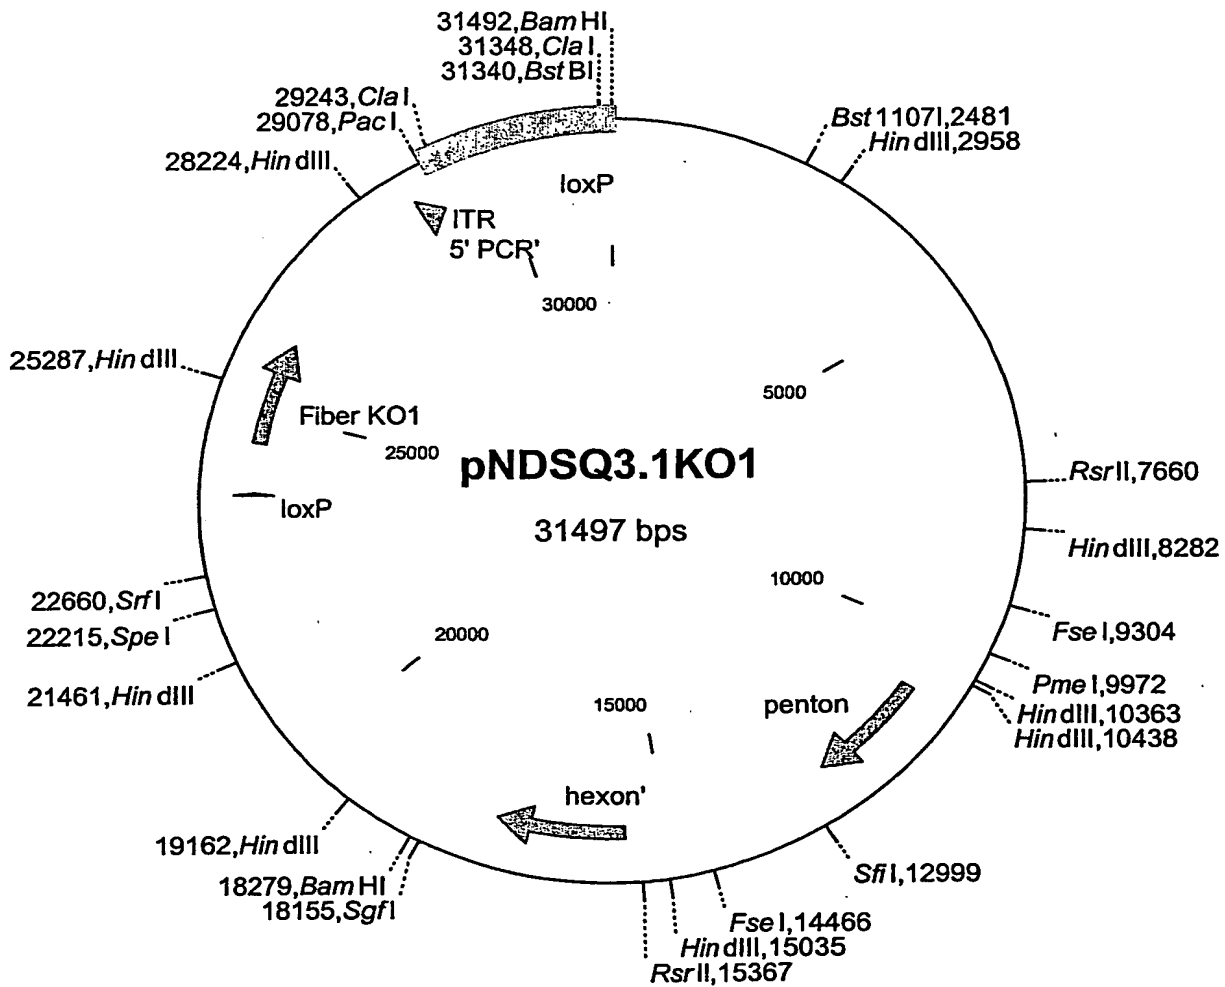 31492,BamHI
31348,ClaI
31340,BstBI
29243,ClaI
29078,PacI
28224,HindIII
Bst1107I,2481
HindIII,2958
loxP
ITR
5' PCR'
30000
25287,HindIII
5000
Fiber KO1
25000
pNDSQ3.1KO1
RsrII,7660
loxP
31497 bps
HindIII,8282
10000
22660,SrfI
22215,SpeI
20000
FseI,9304
21461,HindIII
PmeI,9972
penton
15000
HindIII,10363
HindIII,10438
hexon'
19162,HindIII
18279,BamHI
18155,SgfI
SfiI,12999
FseI,14466
HindIII,15035
RsrII,15367